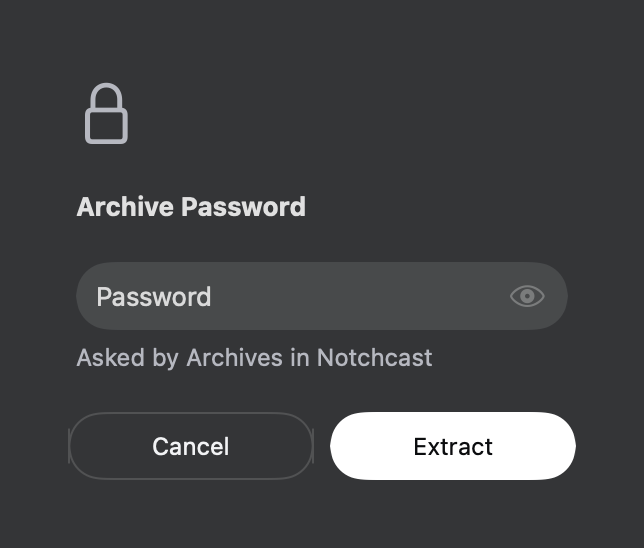 Archive Password
Password
Asked by Archives in Notchcast
Cancel
Extract